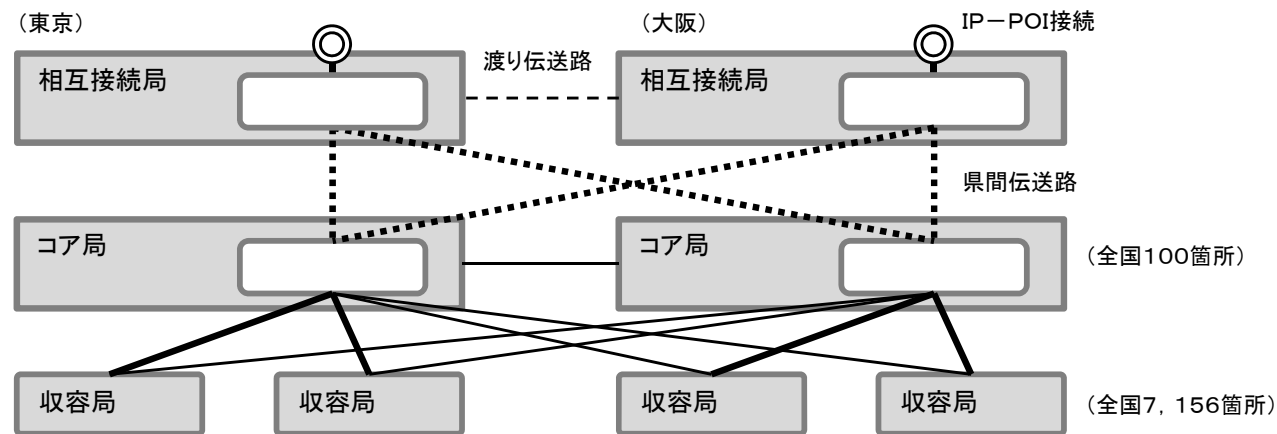 （東京）
（大阪）
IP－POI接続
相互接続局
渡り伝送路
相互接続局
県間伝送路
コア局
コア局
（全国100箇所）
収容局
収容局
収容局
収容局
（全国7，156箇所）